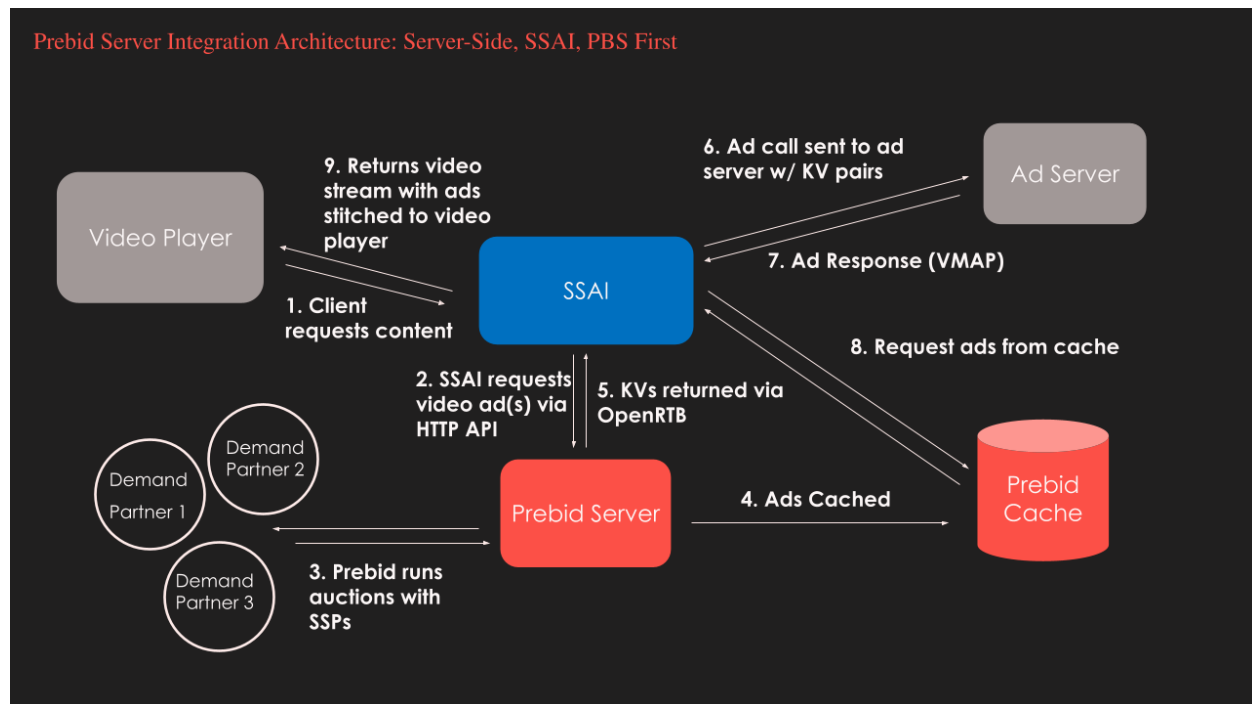 Prebid Server Integration Architecture: Server-Side, SSAI, PBS First
9. Returns video
stream with ads
stitched to video
player
6. Ad call sent to ad
server w/ KV pairs
Ad Server
Video Player
7. Ad Response (VMAP)
SSAI
1. Client
requests content
8. Request ads from cache
2. SSAI requests
video ad(s) via
HTTP API
5. KVs returned via
OpenRTB
Demand
Partner 2
Demand
Partner 1
Prebid Server
4. Ads Cached
Prebid
Cache
3. Prebid runs
auctions with
SSPs
Demand
Partner 3